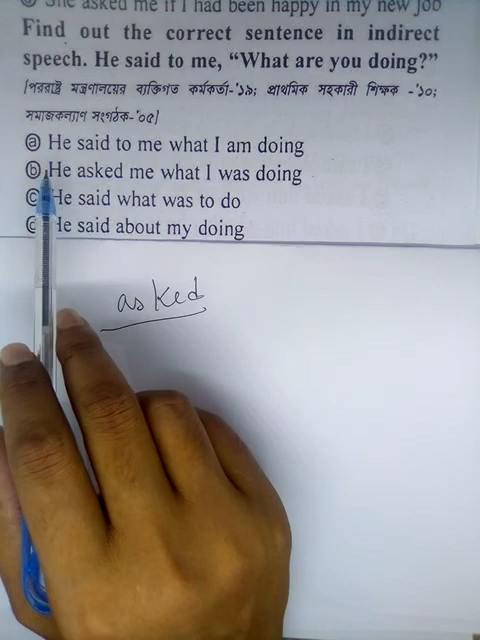 She asked me if I had been happy in my new job
Find out the correct sentence in indirect
speech. He said to me, “What are you doing?”
[পররাষ্ট্র মন্ত্রণালয়ের ব্যক্তিগত কর্মকর্তা-'১৯; প্রাথমিক সহকারী শিক্ষক -'১০;
সমাজকল্যাণ সংগঠক-'০৫]
ⓐ He said to me what I am doing
ⓑ He asked me what I was doing
ⓒ He said what was to do
ⓓ He said about my doing
asked